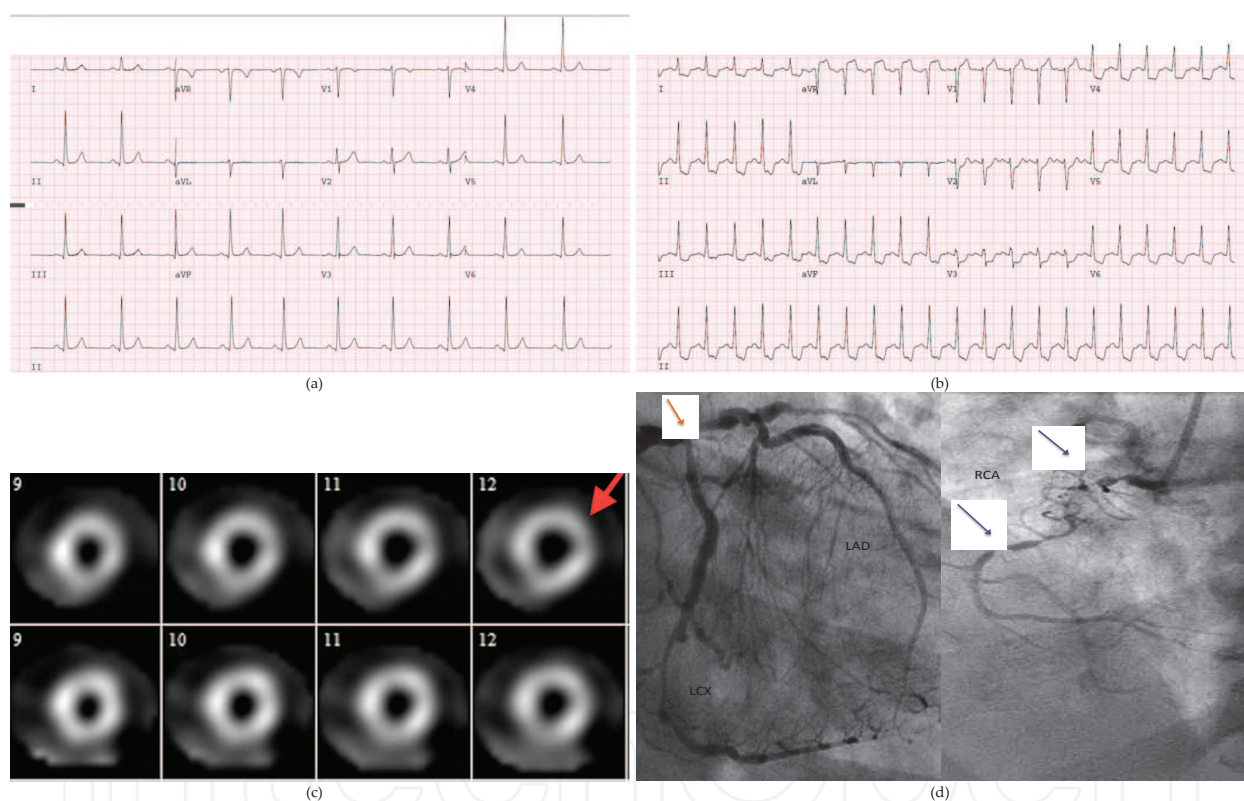 I aVR V1 V4
II aVL V2 V5
III aVF V3 V6
II
(a)
I aVR V1 V4
II aVL V2 V5
III aVF V3 V6
II
(b)
9 10 11 12
9 10 11 12
(c)
RCA
LAD
LCX
(d)